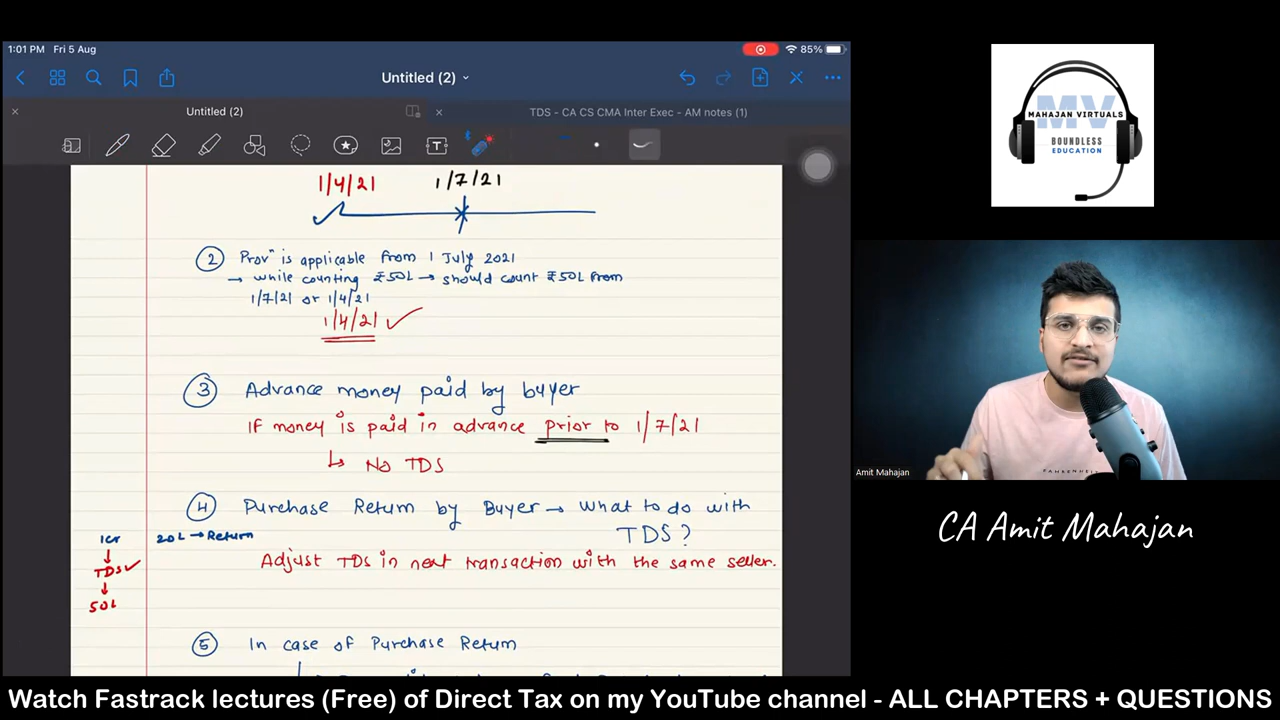 1:01 PM Fri 5 Aug
85%
Untitled (2)
Untitled (2)
TDS - CA CS CMA Inter Exec - AM notes (1)
1/4/21 1/7/21
2 Provⁿ is applicable from 1 July 2021
→ while counting ₹50L → should count ₹50L from
1/7/21 or 1/4/21
1/4/21 ✓
3 Advance money paid by buyer
If money is paid in advance prior to 1/7/21
↳ No TDS
4 Purchase Return by Buyer → What to do with
TDS?
1cr 20L → Return
↓
TDS ✓
↓
50L
Adjust TDS in next transaction with the same seller.
5 In case of Purchase Return
MV
MAHAJAN VIRTUALS
BOUNDLESS
EDUCATION
FAHRENHEIT
Amit Mahajan
CA Amit Mahajan
Watch Fastrack lectures (Free) of Direct Tax on my YouTube channel - ALL CHAPTERS + QUESTIONS